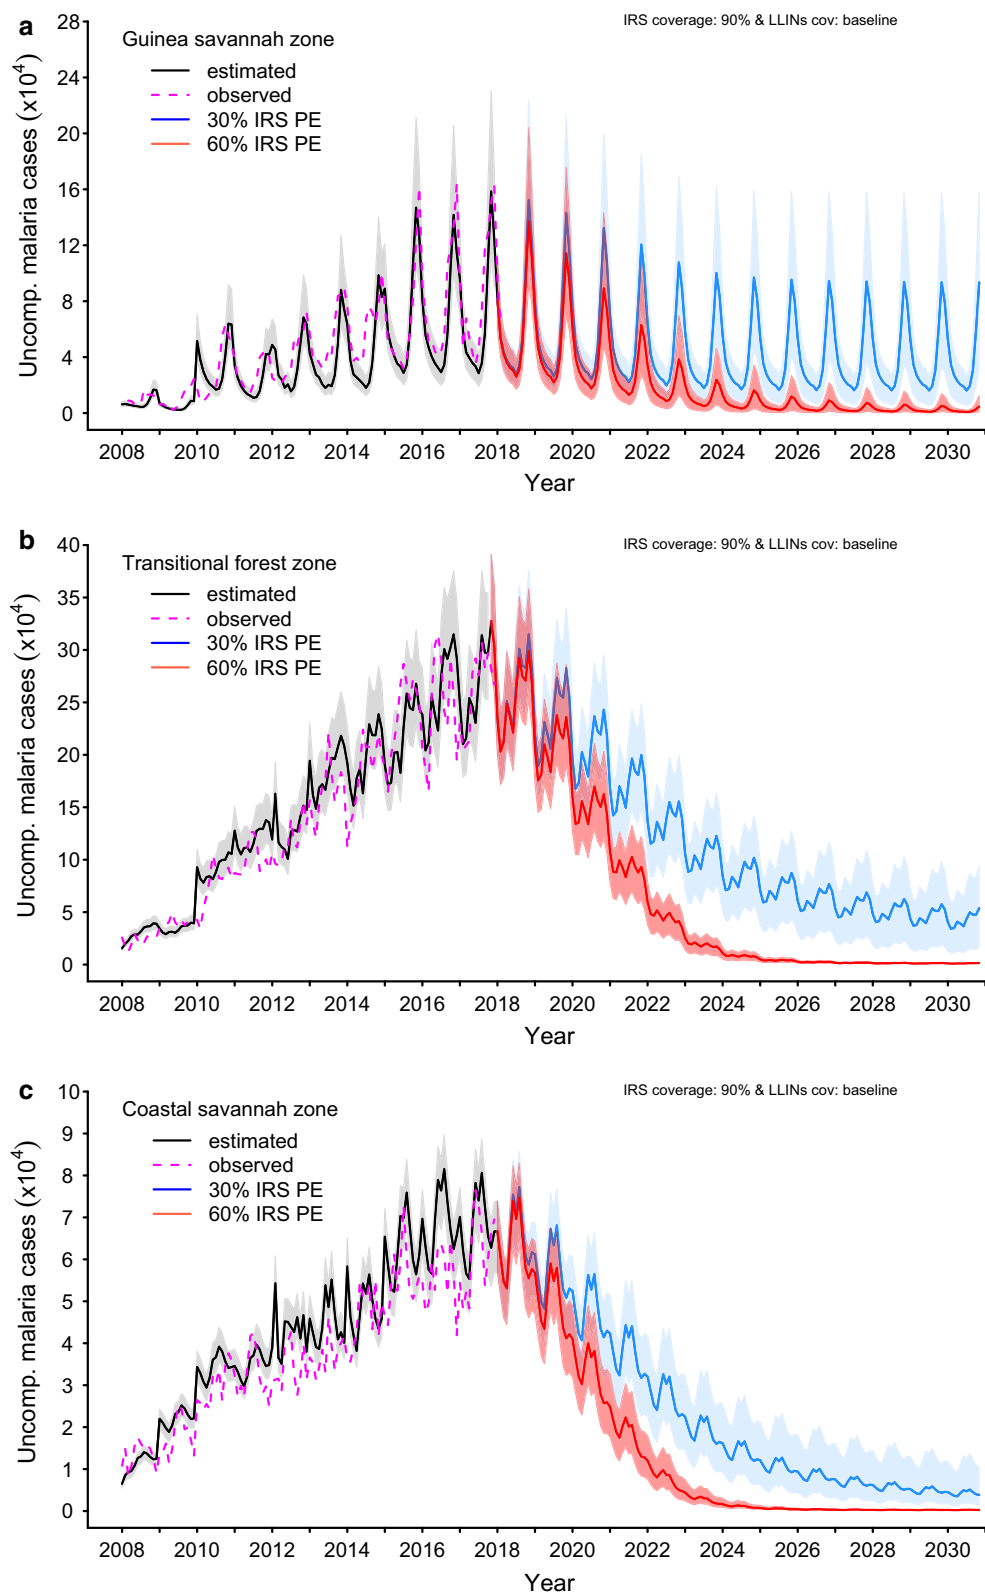 a
IRS coverage: 90% & LLINs cov: baseline
Guinea savannah zone
estimated
observed
30% IRS PE
60% IRS PE
Uncomp. malaria cases (x10⁴)
28
24
20
16
12
8
4
0
2008 2010 2012 2014 2016 2018 2020 2022 2024 2026 2028 2030
Year
b
IRS coverage: 90% & LLINs cov: baseline
Transitional forest zone
estimated
observed
30% IRS PE
60% IRS PE
Uncomp. malaria cases (x10⁴)
40
35
30
25
20
15
10
5
0
2008 2010 2012 2014 2016 2018 2020 2022 2024 2026 2028 2030
Year
c
IRS coverage: 90% & LLINs cov: baseline
Coastal savannah zone
estimated
observed
30% IRS PE
60% IRS PE
Uncomp. malaria cases (x10⁴)
10
9
8
7
6
5
4
3
2
1
0
2008 2010 2012 2014 2016 2018 2020 2022 2024 2026 2028 2030
Year